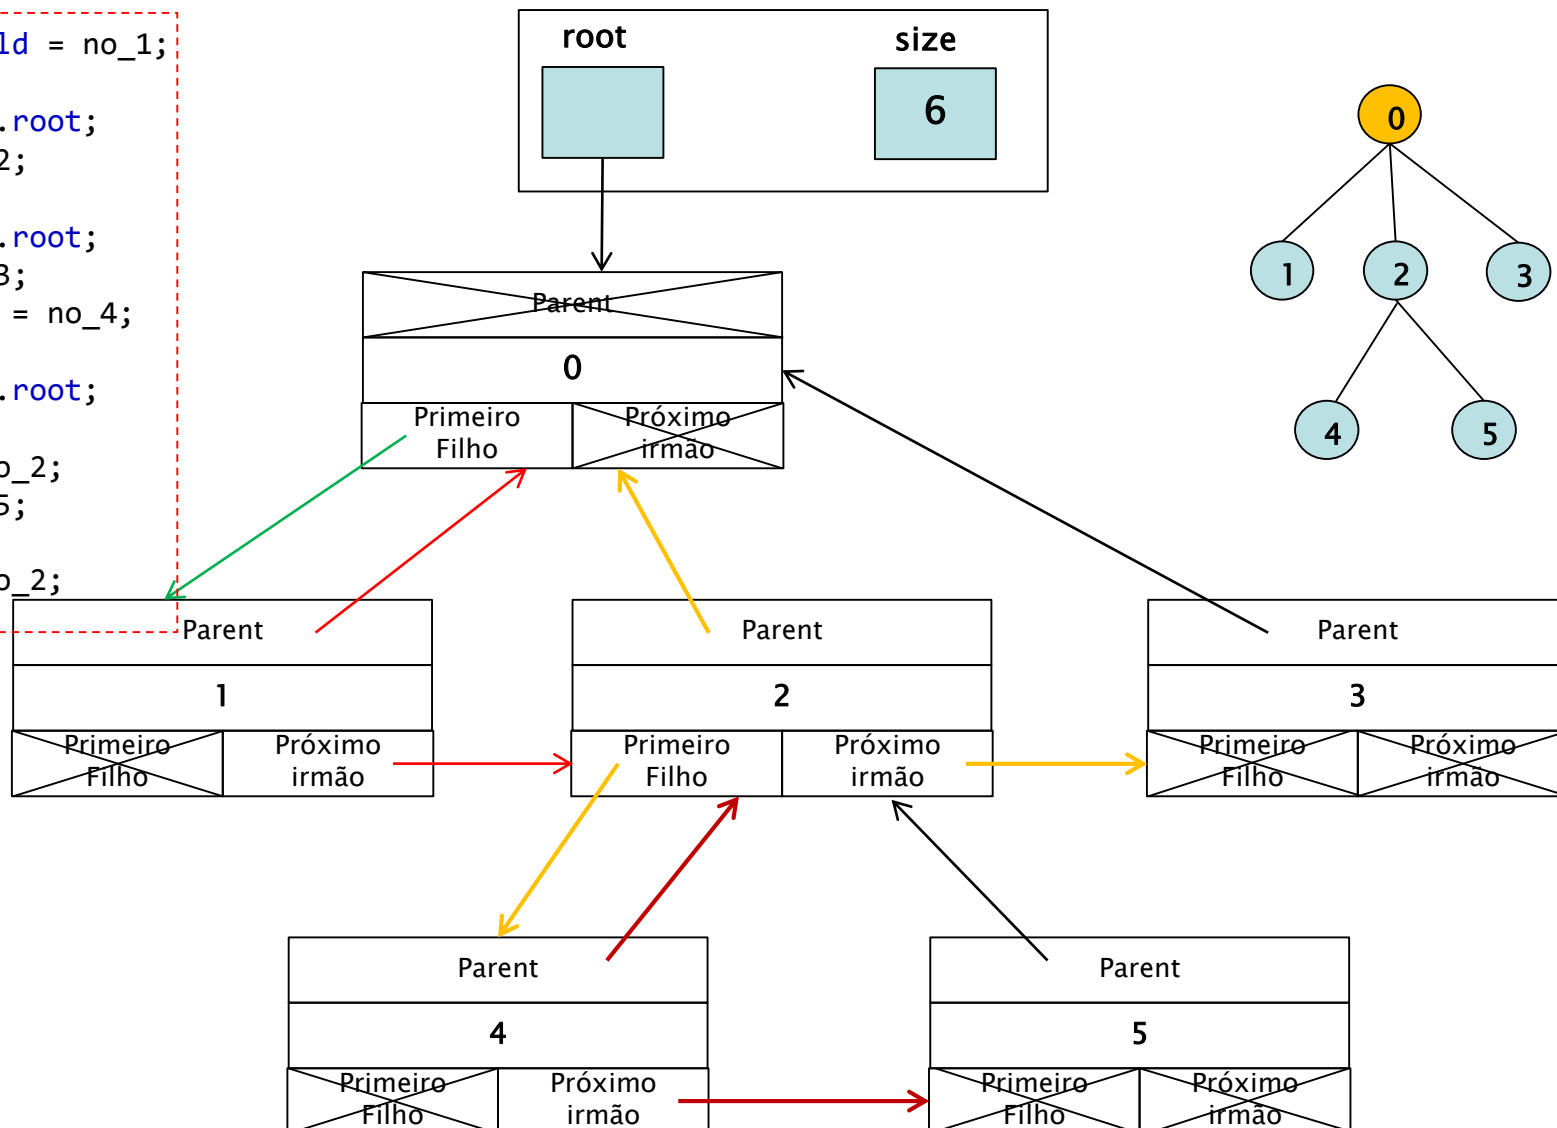 ld = no_1;
.root;
2;
.root;
3;
= no_4;
.root;
o_2;
5;
o_2;
root
size
6
0
1
2
3
4
5
Parent
0
Primeiro
Filho
Próximo
irmão
Parent
1
Primeiro
Filho
Próximo
irmão
Parent
2
Primeiro
Filho
Próximo
irmão
Parent
3
Primeiro
Filho
Próximo
irmão
Parent
4
Primeiro
Filho
Próximo
irmão
Parent
5
Primeiro
Filho
Próximo
irmão